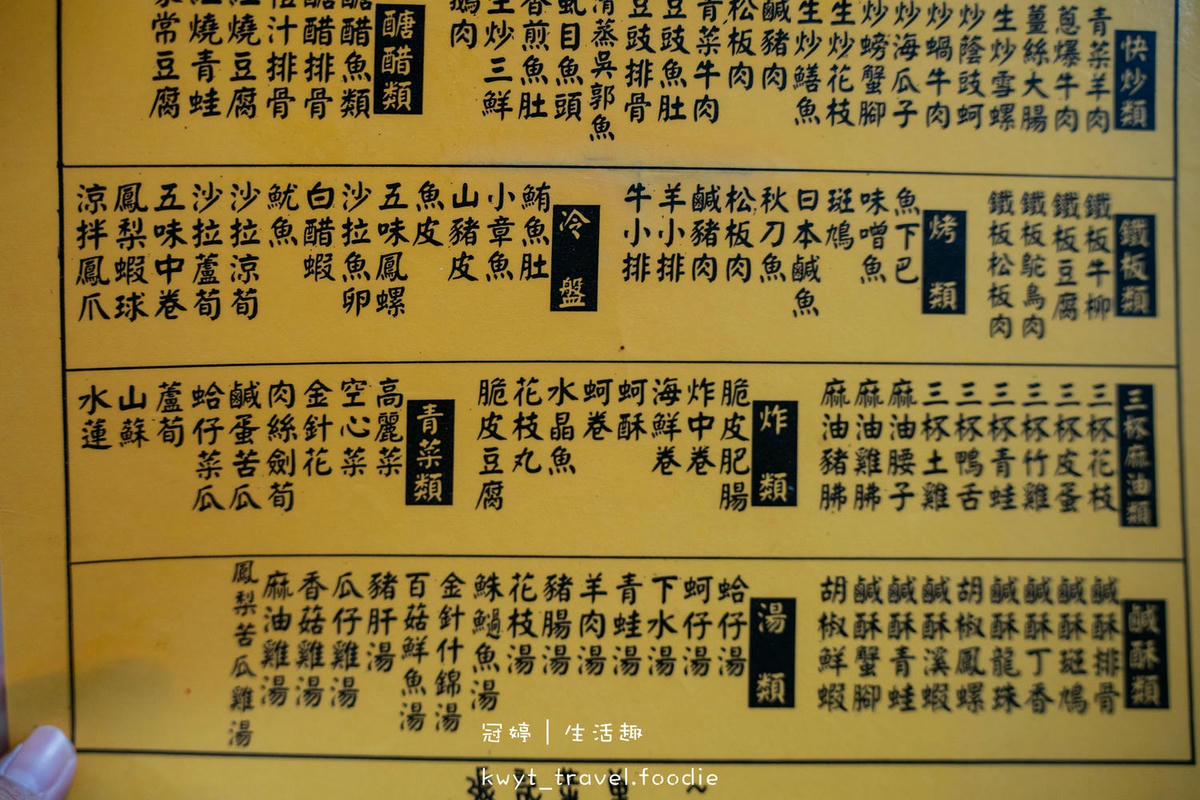 快炒類
青菜羊肉
蔥爆牛肉
薑絲大腸
生炒雪螺
炒蔭豉蚵
炒蝸牛肉
炒海瓜子
炒螃蟹腳
生炒花枝
生炒鱔魚
鹹豬肉
松板肉
青菜牛肉
豆豉魚肚
豆豉排骨
清蒸吳郭魚
虱目魚頭
香煎魚肚
生炒三鮮
鵝肉
醣醋類
醣醋魚類
醣醋排骨
橙汁排骨
紅燒豆腐
紅燒青蛙
家常豆腐
鐵板類
鐵板牛柳
鐵板豆腐
鐵板鴕鳥肉
鐵板松板肉
烤類
魚下巴
味噌魚
斑鳩
日本鹹魚
秋刀魚
松板肉
鹹豬肉
羊小排
牛小排
冷盤
鮪魚肚
小章魚
山豬皮
魚皮
五味鳳螺
沙拉魚卵
白醋蝦
魷魚
沙拉涼荀
沙拉蘆荀
五味中卷
鳳梨蝦球
涼拌鳳爪
三杯麻油類
三杯花枝
三杯皮蛋
三杯竹雞
三杯青蛙
三杯鴨舌
三杯土雞
麻油腰子
麻油雞胇
麻油豬胇
炸類
脆皮肥腸
炸中卷
海鮮卷
蚵酥
蚵卷
水晶魚
花枝丸
脆皮豆腐
青菜類
高麗菜
空心菜
金針花
肉絲劍荀
鹹蛋苦瓜
蛤仔菜瓜
蘆荀
山蘇
水蓮
鹹酥類
鹹酥排骨
鹹酥斑鳩
鹹酥丁香
鹹酥龍珠
胡椒鳳螺
鹹酥溪蝦
鹹酥青蛙
鹹酥蟹腳
胡椒鮮蝦
湯類
蛤仔湯
蚵仔湯
下水湯
青蛙湯
羊肉湯
豬腸湯
花枝湯
鮢鯢魚湯
金針什錦湯
百菇鮮魚湯
豬肝湯
瓜仔雞湯
香菇雞湯
麻油雞湯
鳳梨苦瓜雞湯
冠婷｜生活趣
kwyt_travel.foodie